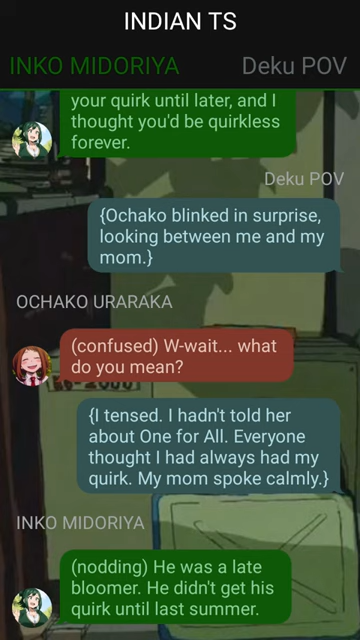 INDIAN TS
INKO MIDORIYA Deku POV
your quirk until later, and I
thought you'd be quirkless
forever.
Deku POV
{Ochako blinked in surprise,
looking between me and my
mom.}
OCHAKO URARAKA
(confused) W-wait... what
do you mean?
{I tensed. I hadn't told her
about One for All. Everyone
thought I had always had my
quirk. My mom spoke calmly.}
INKO MIDORIYA
(nodding) He was a late
bloomer. He didn't get his
quirk until last summer.